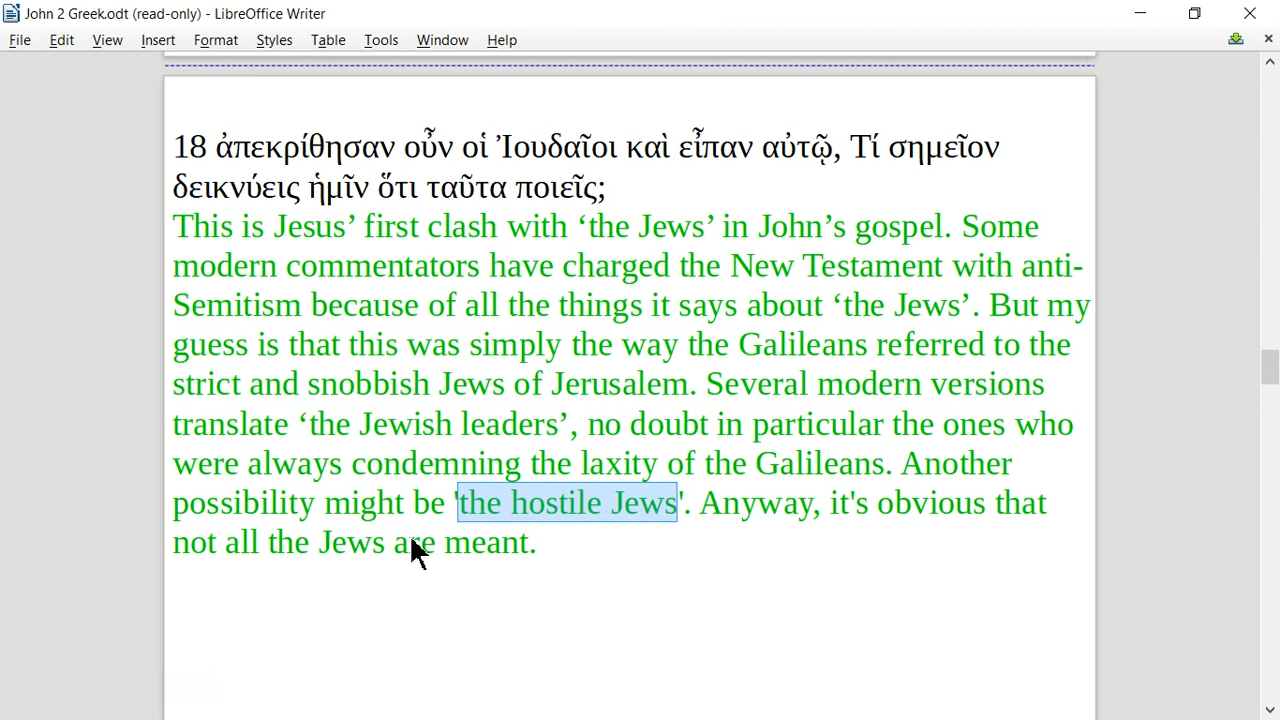 John 2 Greek.odt (read-only) - LibreOffice Writer
File Edit View Insert Format Styles Table Tools Window Help
18 ἀπεκρίθησαν οὖν οἱ Ἰουδαῖοι καὶ εἶπαν αὐτῷ, Τί σημεῖον
δεικνύεις ἡμῖν ὅτι ταῦτα ποιεῖς;
This is Jesus’ first clash with ‘the Jews’ in John’s gospel. Some
modern commentators have charged the New Testament with anti-
Semitism because of all the things it says about ‘the Jews’. But my
guess is that this was simply the way the Galileans referred to the
strict and snobbish Jews of Jerusalem. Several modern versions
translate ‘the Jewish leaders’, no doubt in particular the ones who
were always condemning the laxity of the Galileans. Another
possibility might be 'the hostile Jews'. Anyway, it's obvious that
not all the Jews are meant.